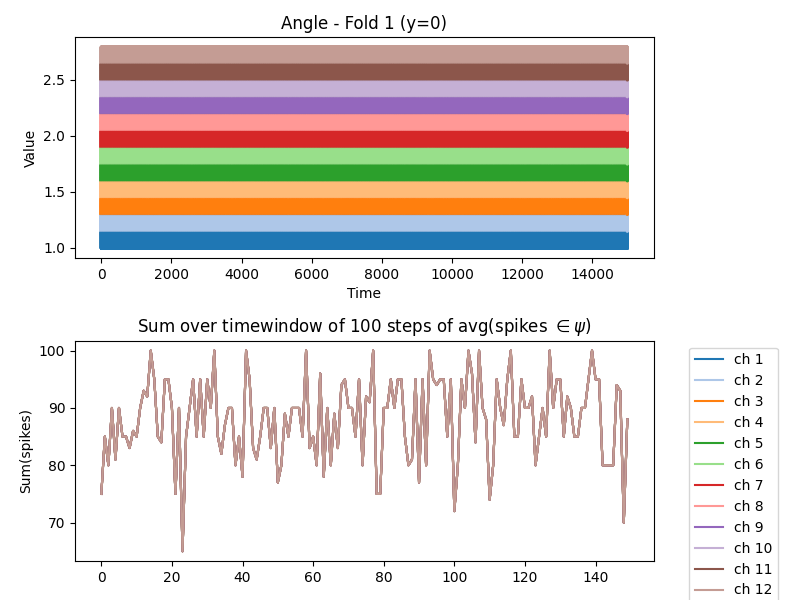 Angle - Fold 1 (y=0)
2.5
2.0
1.5
1.0
Value
0 2000 4000 6000 8000 10000 12000 14000
Time
Sum over timewindow of 100 steps of avg(spikes ∈ ψ)
100
90
80
70
Sum(spikes)
0 20 40 60 80 100 120 140
ch 1
ch 2
ch 3
ch 4
ch 5
ch 6
ch 7
ch 8
ch 9
ch 10
ch 11
ch 12